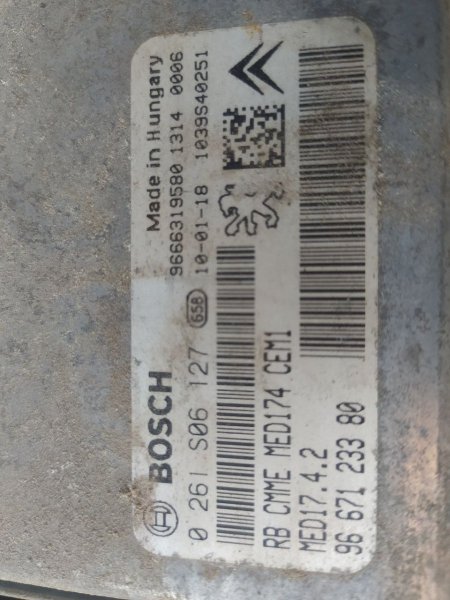 BOSCH
Made in Hungary
9666319580 1314 0006
0 261 S06 127
658
10-01-18
1039S40251
RB CMME MED174 CEM1
MED17.4.2
96 671 233 80